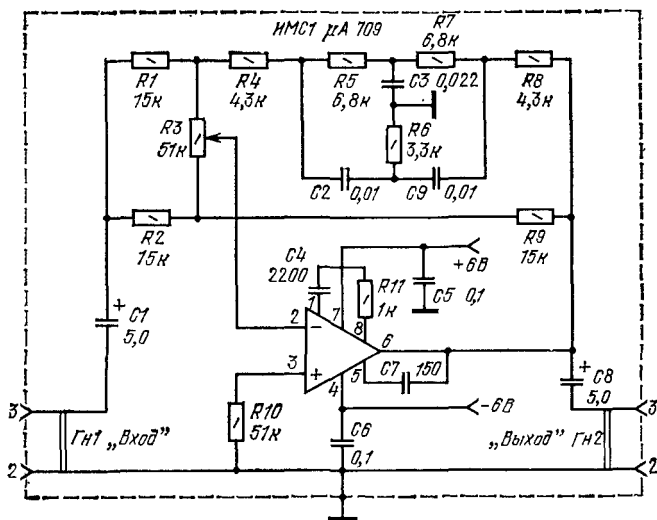 ИМС1 μA 709
R1
15к
R4
4,3к
R5
6,8к
R7
6,8к
C3 0,022
R8
4,3к
R3
51к
R6
3,3к
C2
0,01
C9
0,01
R2
15к
R9
15к
C4
2200
R11
1к
+6В
C5 0,1
+
C1
5,0
1
7
8
2
−
3
+
6
5
4
C7
150
+
C8
5,0
R10
51к
−6В
C6
0,1
3
Гн1 „Вход”
2
„Выход” Гн2
3
2